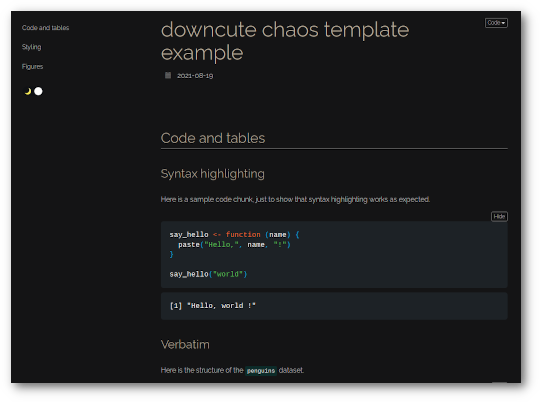 Code and tables
Styling
Figures
Code
downcute chaos template
example
2021-08-19
Code and tables
Syntax highlighting
Here is a sample code chunk, just to show that syntax highlighting works as expected.
Hide
say_hello <- function (name) {
  paste("Hello,", name, "!")
}
say_hello("world")
[1] "Hello, world !"
Verbatim
Here is the structure of the penguins dataset.